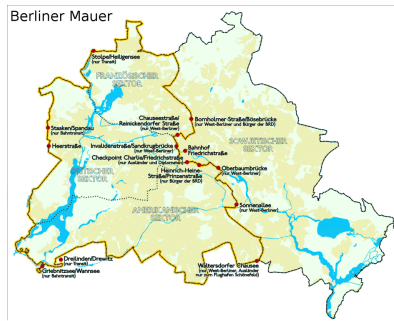 Berliner Mauer
Stolpe/Heiligensee
(nur Transit)
FRANZÖSISCHER
SEKTOR
Chausseestraße/
Reinickendorfer Straße
(nur West-Berliner)
Bornholmer Straße/Bösebrücke
(nur West-Berliner und Bürger der BRD)
Staaken/Spandau
(nur Bahntransit)
Heerstraße
Invalidenstraße/Sandkrugbrücke
(nur West-Berliner)
Bahnhof
Friedrichstraße
SOWJETISCHER
SEKTOR
Checkpoint Charlie/Friedrichstraße
(nur Ausländer und Diplomaten)
BRITISCHER
SEKTOR
Heinrich-Heine-
Straße/Prinzenstraße
(nur Bürger der BRD)
Oberbaumbrücke
(nur West-Berliner)
Sonnenallee
(nur West-Berliner)
AMERIKANISCHER
SEKTOR
Dreilinden/Drewitz
(nur Transit)
Griebnitzsee/Wannsee
(nur Bahntransit)
Waltersdorfer Chausee
(nur West-Berliner, Ausländer
nur zum Flughafen Schönefeld)